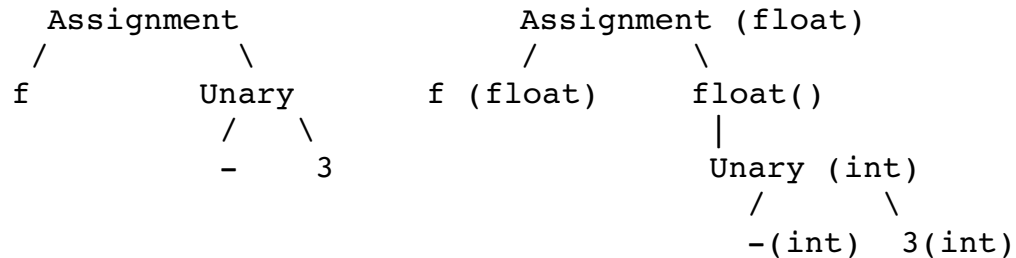 Assignment Assignment (float)
/ \ / \
f Unary f (float) float()
/ \ |
- 3 Unary (int)
/ \
-(int) 3(int)